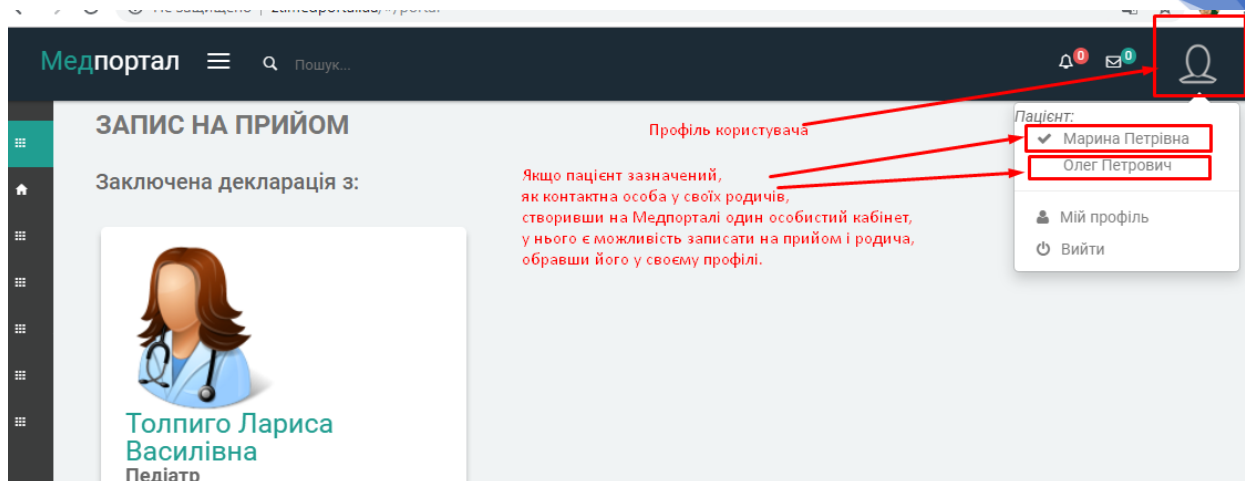 Медпортал
Пошук...
0
0
ЗАПИС НА ПРИЙОМ
Профіль користувача
Пацієнт:
Марина Петрівна
Олег Петрович
Заключена декларація з:
Якщо пацієнт зазначений,
як контактна особа у своїх родичів,
створивши на Медпорталі один особистий кабінет,
у нього є можливість записати на прийом і родича,
обравши його у своєму профілі.
Мій профіль
Вийти
Толпиго Лариса
Василівна
Педіатр